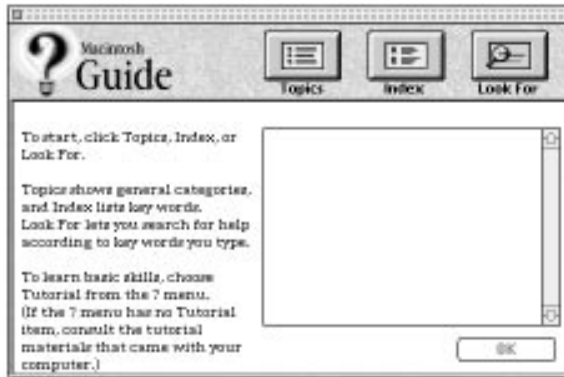 Macintosh
Guide
Topics
Index
Look For
To start, click Topics, Index, or
Look For.
Topics shows general categories,
and Index lists key words.
Look For lets you search for help
according to key words you type.
To learn basic skills, choose
Tutorial from the ? menu.
(If the ? menu has no Tutorial
item, consult the tutorial
materials that came with your
computer.)
OK